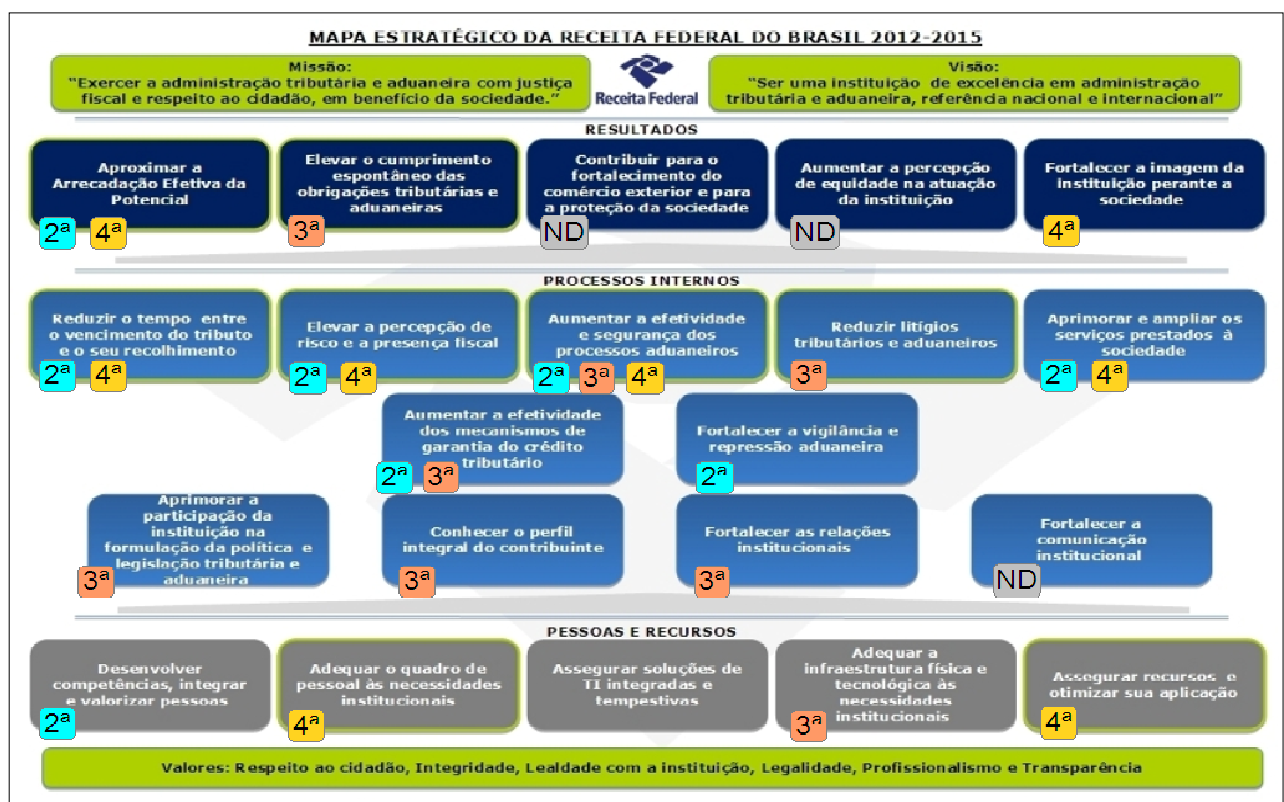 MAPA ESTRATÉGICO DA RECEITA FEDERAL DO BRASIL 2012-2015
Missão:
“Exercer a administração tributária e aduaneira com justiça
fiscal e respeito ao cidadão, em benefício da sociedade.”
Receita Federal
Visão:
“Ser uma instituição de excelência em administração
tributária e aduaneira, referência nacional e internacional”
RESULTADOS
Aproximar a
Arrecadação Efetiva da
Potencial
2ª 4ª
Elevar o cumprimento
espontâneo das
obrigações tributárias e
aduaneiras
3ª
Contribuir para o
fortalecimento do
comércio exterior e para
a proteção da sociedade
ND
Aumentar a percepção
de equidade na atuação
da instituição
ND
Fortalecer a imagem da
instituição perante a
sociedade
4ª
PROCESSOS INTERNOS
Reduzir o tempo entre
o vencimento do tributo
e o seu recolhimento
2ª 4ª
Elevar a percepção de
risco e a presença fiscal
2ª 4ª
Aumentar a efetividade
e segurança dos
processos aduaneiros
2ª 3ª 4ª
Reduzir litígios
tributários e aduaneiros
3ª
Aprimorar e ampliar os
serviços prestados à
sociedade
2ª 4ª
Aumentar a efetividade
dos mecanismos de
garantia do crédito
tributário
2ª 3ª
Fortalecer a vigilância e
repressão aduaneira
2ª
Aprimorar a
participação da
instituição na
formulação da política e
legislação tributária e
aduaneira
3ª
Conhecer o perfil
integral do contribuinte
3ª
Fortalecer as relações
institucionais
3ª
Fortalecer a
comunicação
institucional
ND
PESSOAS E RECURSOS
Desenvolver
competências, integrar
e valorizar pessoas
2ª
Adequar o quadro de
pessoal às necessidades
institucionais
4ª
Assegurar soluções de
TI integradas e
tempestivas
Adequar a
infraestrutura física e
tecnológica às
necessidades
institucionais
3ª
Assegurar recursos e
otimizar sua aplicação
4ª
Valores: Respeito ao cidadão, Integridade, Lealdade com a instituição, Legalidade, Profissionalismo e Transparência